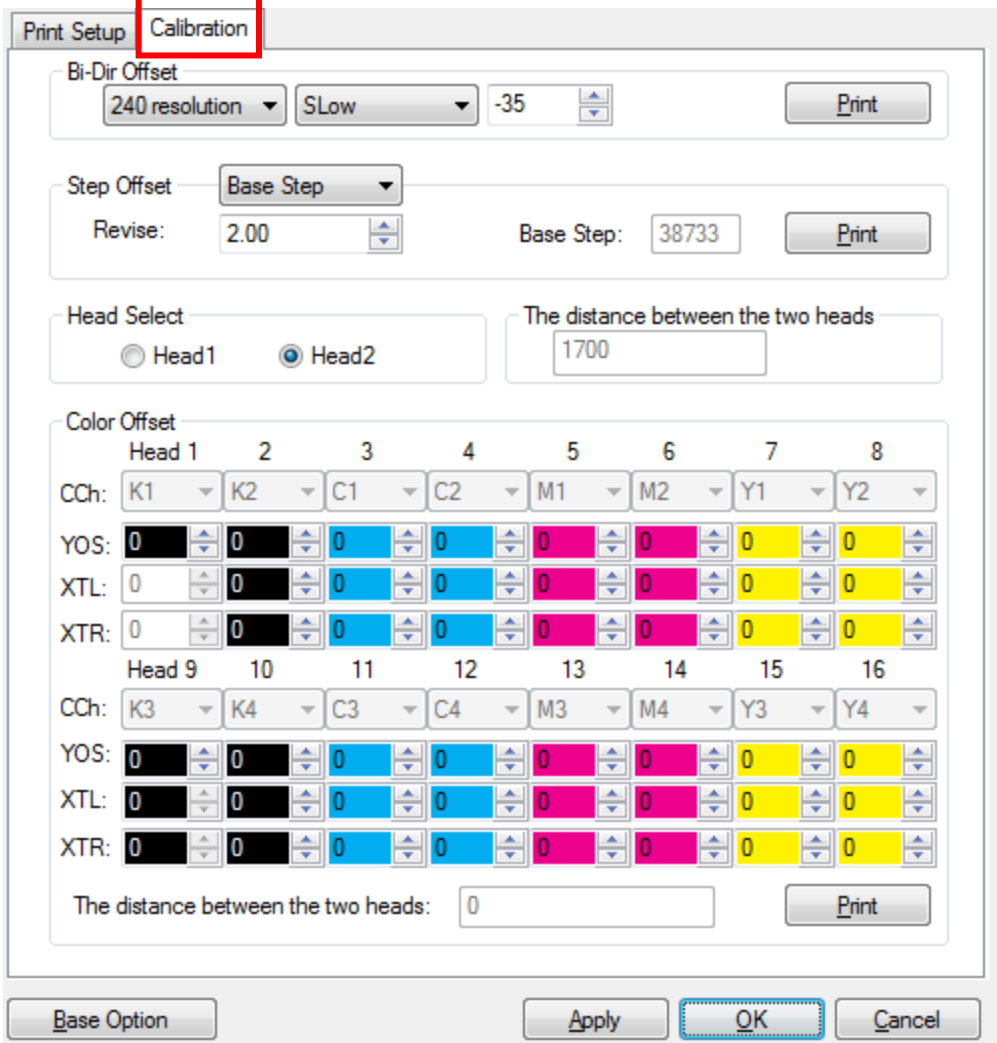 Print Setup Calibration
Bi-Dir Offset
240 resolution SLow -35 Print
Step Offset Base Step
Revise: 2.00 Base Step: 38733 Print
Head Select The distance between the two heads
Head1 Head2 1700
Color Offset
Head 1 2 3 4 5 6 7 8
CCh: K1 K2 C1 C2 M1 M2 Y1 Y2
YOS: 0 0 0 0 0 0 0 0
XTL: 0 0 0 0 0 0 0 0
XTR: 0 0 0 0 0 0 0 0
Head 9 10 11 12 13 14 15 16
CCh: K3 K4 C3 C4 M3 M4 Y3 Y4
YOS: 0 0 0 0 0 0 0 0
XTL: 0 0 0 0 0 0 0 0
XTR: 0 0 0 0 0 0 0 0
The distance between the two heads: 0 Print
Base Option Apply OK Cancel